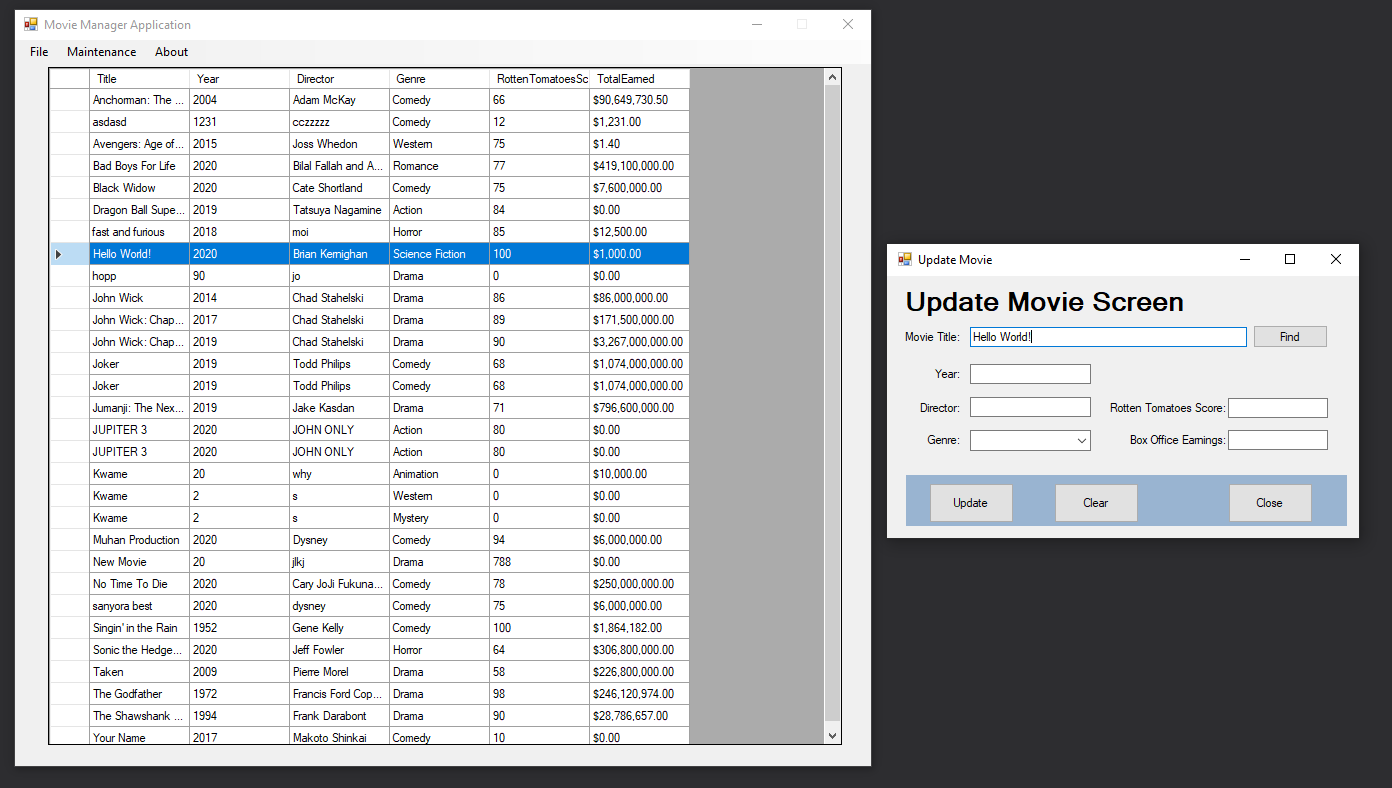 Movie Manager Application
File Maintenance About
Title Year Director Genre RottenTomatoesSc TotalEarned
Anchorman: The ... 2004 Adam McKay Comedy 66 $90,649,730.50
asdasd 1231 cczzzzz Comedy 12 $1,231.00
Avengers: Age of... 2015 Joss Whedon Western 75 $1.40
Bad Boys For Life 2020 Bilal Fallah and A... Romance 77 $419,100,000.00
Black Widow 2020 Cate Shortland Comedy 75 $7,600,000.00
Dragon Ball Supe... 2019 Tatsuya Nagamine Action 84 $0.00
fast and furious 2018 moi Horror 85 $12,500.00
Hello World! 2020 Brian Kernighan Science Fiction 100 $1,000.00
hopp 90 jo Drama 0 $0.00
John Wick 2014 Chad Stahelski Drama 86 $86,000,000.00
John Wick: Chap... 2017 Chad Stahelski Drama 89 $171,500,000.00
John Wick: Chap... 2019 Chad Stahelski Drama 90 $3,267,000,000.00
Joker 2019 Todd Philips Comedy 68 $1,074,000,000.00
Joker 2019 Todd Philips Comedy 68 $1,074,000,000.00
Jumanji: The Nex... 2019 Jake Kasdan Drama 71 $796,600,000.00
JUPITER 3 2020 JOHN ONLY Action 80 $0.00
JUPITER 3 2020 JOHN ONLY Action 80 $0.00
Kwame 20 why Animation 0 $10,000.00
Kwame 2 s Western 0 $0.00
Kwame 2 s Mystery 0 $0.00
Muhan Production 2020 Dysney Comedy 94 $6,000,000.00
New Movie 20 jlkj Drama 788 $0.00
No Time To Die 2020 Cary JoJi Fukuna... Comedy 78 $250,000,000.00
sanyora best 2020 dysney Comedy 75 $6,000,000.00
Singin' in the Rain 1952 Gene Kelly Comedy 100 $1,864,182.00
Sonic the Hedge... 2020 Jeff Fowler Horror 64 $306,800,000.00
Taken 2009 Pierre Morel Drama 58 $226,800,000.00
The Godfather 1972 Francis Ford Cop... Drama 98 $246,120,974.00
The Shawshank ... 1994 Frank Darabont Drama 90 $28,786,657.00
Your Name 2017 Makoto Shinkai Comedy 10 $0.00
Update Movie
Update Movie Screen
Movie Title: Hello World! Find
Year:
Director: Rotten Tomatoes Score:
Genre: Box Office Earnings:
Update Clear Close